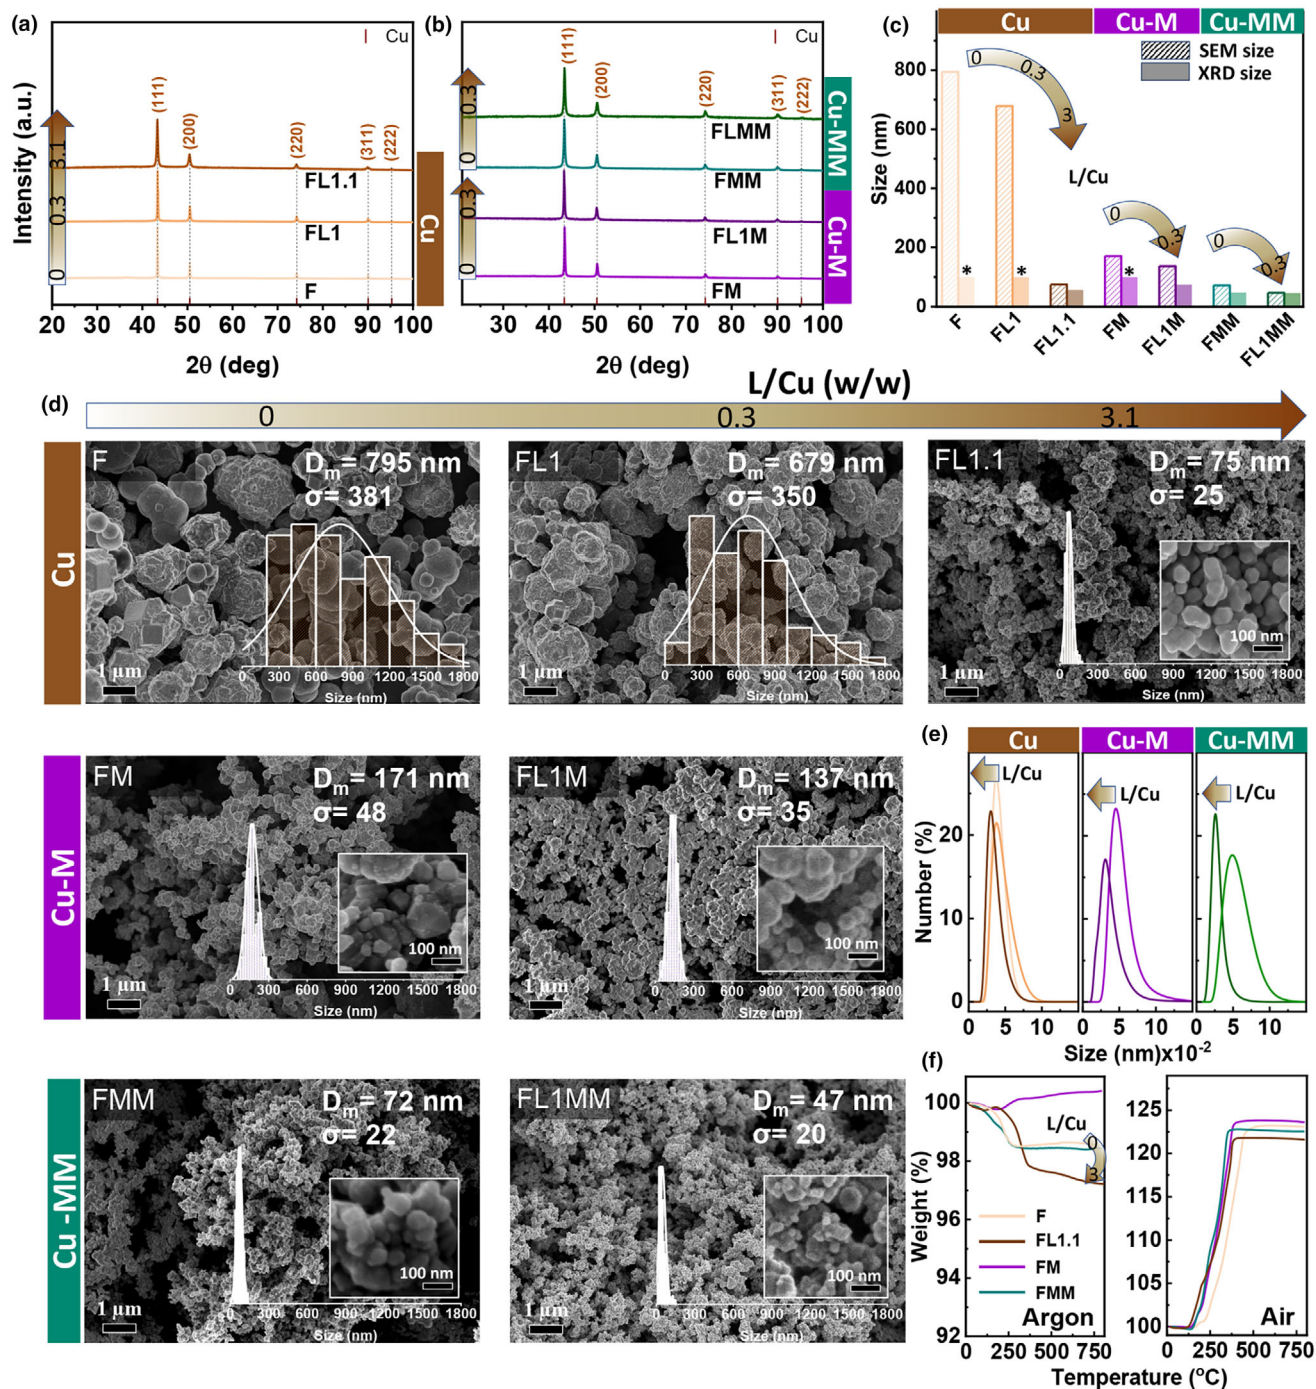 (a)
Cu
Intensity (a.u.)
0 0.3 3.1
(111)
(200)
(220)
(311)
(222)
FL1.1
FL1
F
Cu
20 30 40 50 60 70 80 90 100
2θ (deg)
(b)
Cu
0 0.3
0 0.3
(111)
(200)
(220)
(311)
(222)
FLMM
FMM
FL1M
FM
Cu-MM
Cu-M
30 40 50 60 70 80 90 100
2θ (deg)
(c)
Cu Cu-M Cu-MM
SEM size
XRD size
0 0.3 3
L/Cu
0 0.3
0 0.3
Size (nm)
800
600
400
200
0
* * *
F FL1 FL1.1 FM FL1M FMM FL1MM
(d)
L/Cu (w/w)
0 0.3 3.1
Cu
F
Dm= 795 nm
σ= 381
1 µm
0 300 600 900 1200 1500 1800
Size (nm)
FL1
Dm= 679 nm
σ= 350
1 µm
0 300 600 900 1200 1500 1800
Size (nm)
FL1.1
Dm= 75 nm
σ= 25
100 nm
1 µm
0 300 600 900 1200 1500 1800
Size (nm)
Cu-M
FM
Dm= 171 nm
σ= 48
100 nm
1 µm
0 300 600 900 1200 1500 1800
Size (nm)
FL1M
Dm= 137 nm
σ= 35
100 nm
1 µm
0 300 600 900 1200 1500 1800
Size (nm)
Cu -MM
FMM
Dm= 72 nm
σ= 22
100 nm
1 µm
0 300 600 900 1200 1500 1800
Size (nm)
FL1MM
Dm= 47 nm
σ= 20
100 nm
1 µm
0 300 600 900 1200 1500 1800
Size (nm)
(e)
Cu Cu-M Cu-MM
L/Cu L/Cu L/Cu
Number (%)
20
10
0
0 5 10 0 5 10 0 5 10
Size (nm)x10-2
(f)
Weight (%)
100
98
96
94
92
L/Cu
0
3
F
FL1.1
FM
FMM
Argon
0 250 500 750
125
120
115
110
105
100
Air
0 250 500 750
Temperature (oC)